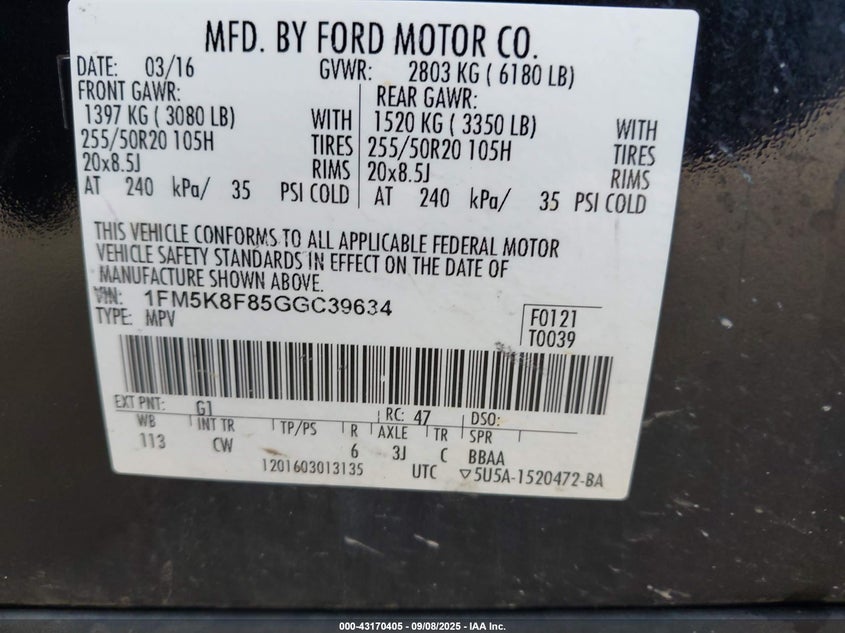 MFD. BY FORD MOTOR CO.
DATE: 03/16 GVWR: 2803 KG ( 6180 LB)
FRONT GAWR: REAR GAWR:
1397 KG ( 3080 LB) WITH 1520 KG ( 3350 LB) WITH
255/50R20 105H TIRES 255/50R20 105H TIRES
20x8.5J RIMS 20x8.5J RIMS
AT 240 kPa/ 35 PSI COLD AT 240 kPa/ 35 PSI COLD
THIS VEHICLE CONFORMS TO ALL APPLICABLE FEDERAL MOTOR
VEHICLE SAFETY STANDARDS IN EFFECT ON THE DATE OF
MANUFACTURE SHOWN ABOVE.
VIN: 1FM5K8F85GGC39634
TYPE: MPV
F0121
T0039
EXT PNT: G1 RC: 47 DSO:
WB INT TR TP/PS R AXLE TR SPR
113 CW 6 3J C BBAA
1201603013135 UTC ▽5U5A-1520472-BA
000-43170405 - 09/08/2025 - IAA Inc.